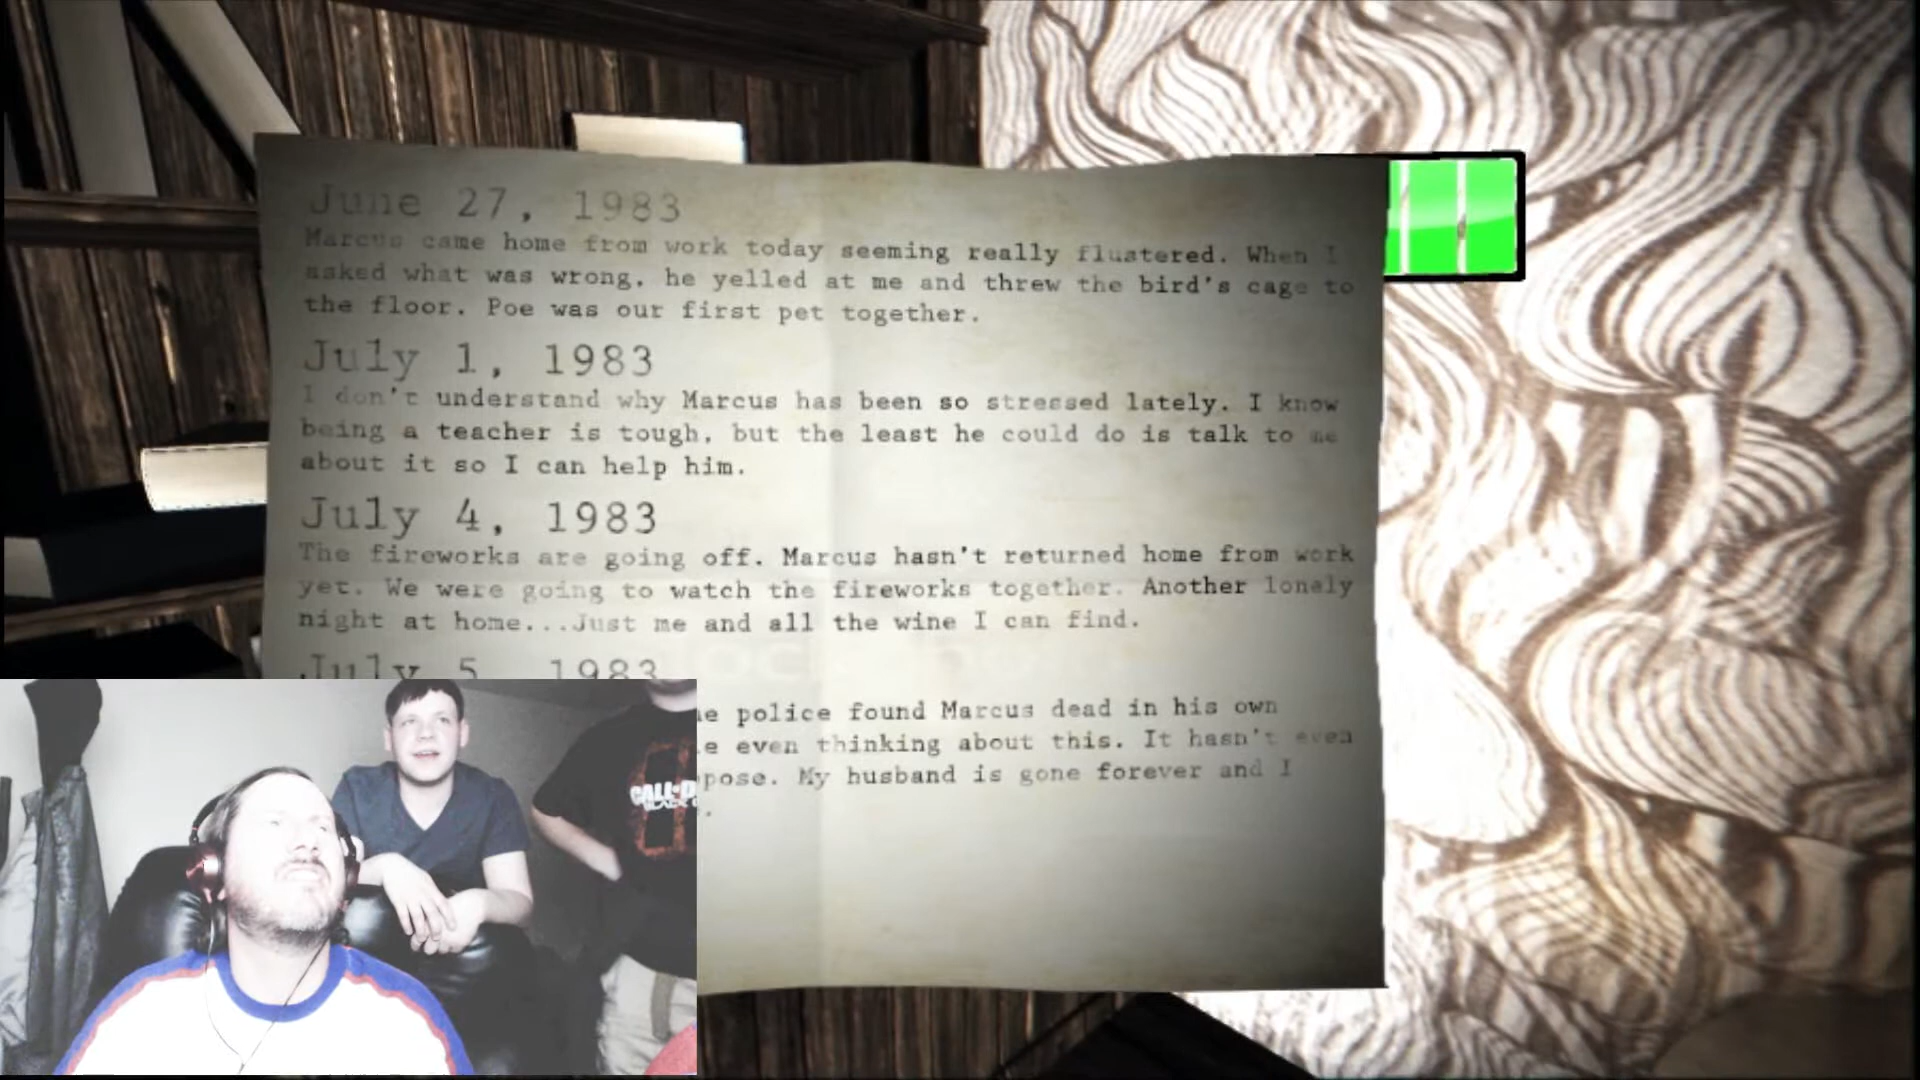 June 27, 1983
Marcus came home from work today seeming really flustered. When I
asked what was wrong, he yelled at me and threw the bird's cage to
the floor. Poe was our first pet together.
July 1, 1983
I don't understand why Marcus has been so stressed lately. I know
being a teacher is tough, but the least he could do is talk to me
about it so I can help him.
July 4, 1983
The fireworks are going off. Marcus hasn't returned home from work
yet. We were going to watch the fireworks together. Another lonely
night at home...Just me and all the wine I can find.
July 5, 1983
police found Marcus dead in his own
even thinking about this. It hasn't even
pose. My husband is gone forever and I
CALL